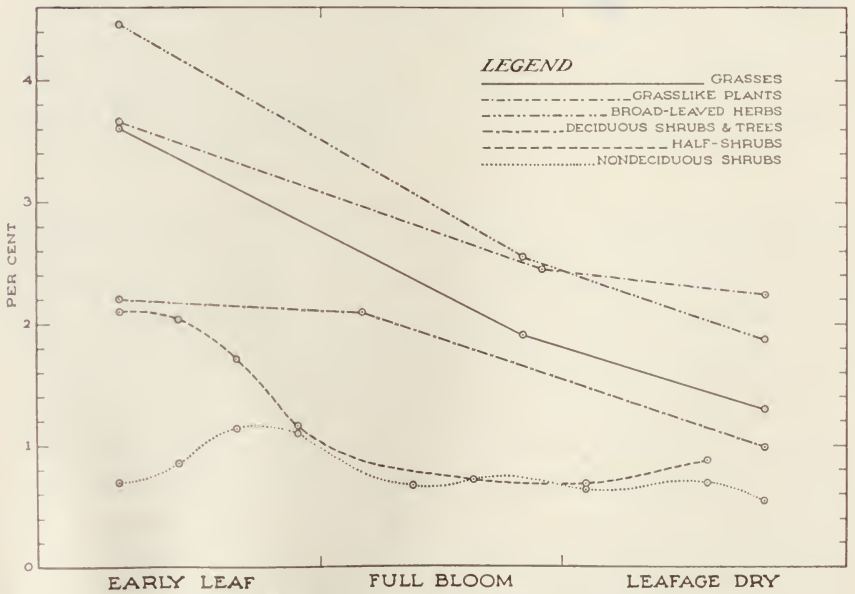 LEGEND
GRASSES
GRASSLIKE PLANTS
BROAD-LEAVED HERBS
DECIDUOUS SHRUBS & TREES
HALF-SHRUBS
NONDECIDUOUS SHRUBS
PER CENT
4
3
2
1
0
EARLY LEAF FULL BLOOM LEAFAGE DRY